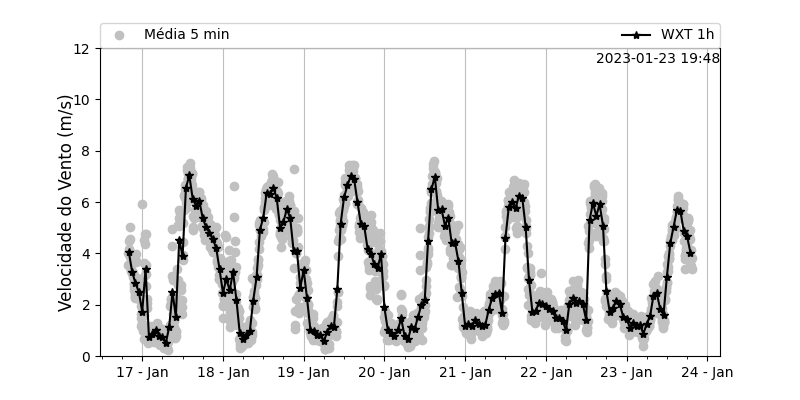 Média 5 min
WXT 1h
2023-01-23 19:48
Velocidade do Vento (m/s)
12
10
8
6
4
2
0
17 - Jan 18 - Jan 19 - Jan 20 - Jan 21 - Jan 22 - Jan 23 - Jan 24 - Jan